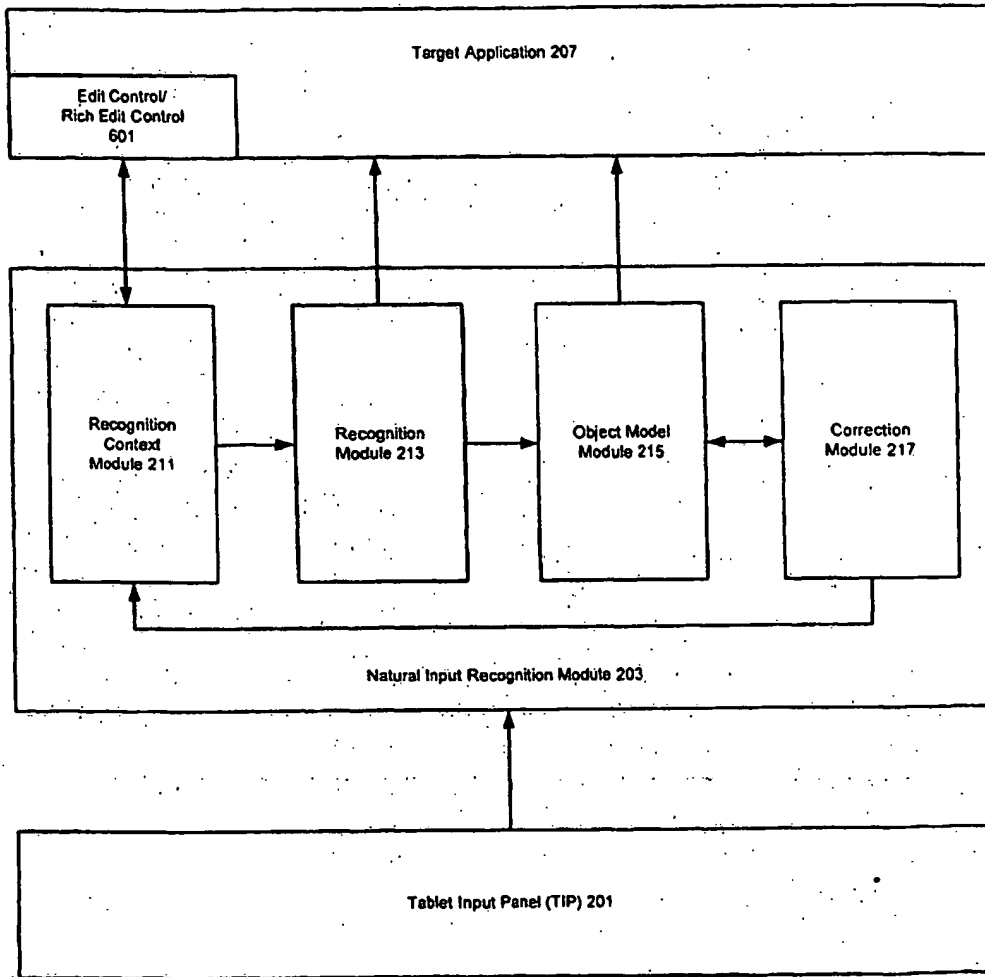 Target Application 207
Edit Control/
Rich Edit Control
601
Recognition
Context
Module 211
Recognition
Module 213
Object Model
Module 215
Correction
Module 217
Natural Input Recognition Module 203
Tablet Input Panel (TIP) 201